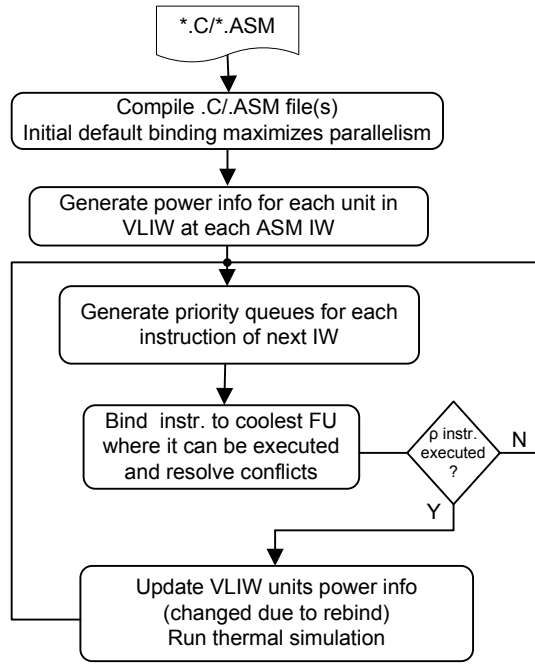 *.C/*.ASM
Compile .C/.ASM file(s)
Initial default binding maximizes parallelism
Generate power info for each unit in
VLIW at each ASM IW
Generate priority queues for each
instruction of next IW
Bind instr. to coolest FU
where it can be executed
and resolve conflicts
ρ instr.
executed
?
N
Y
Update VLIW units power info
(changed due to rebind)
Run thermal simulation